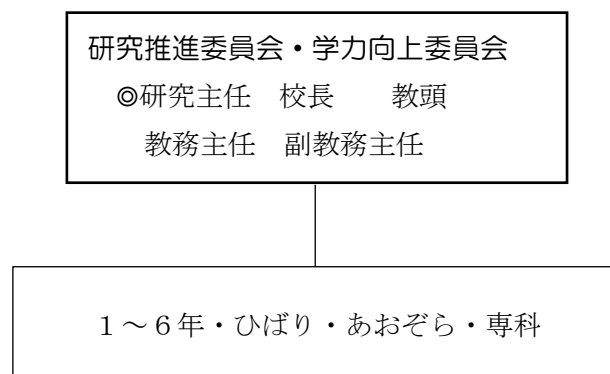 研究推進委員会・学力向上委員会
◎研究主任　校長　　教頭
教務主任　副教務主任
１～６年・ひばり・あおぞら・専科